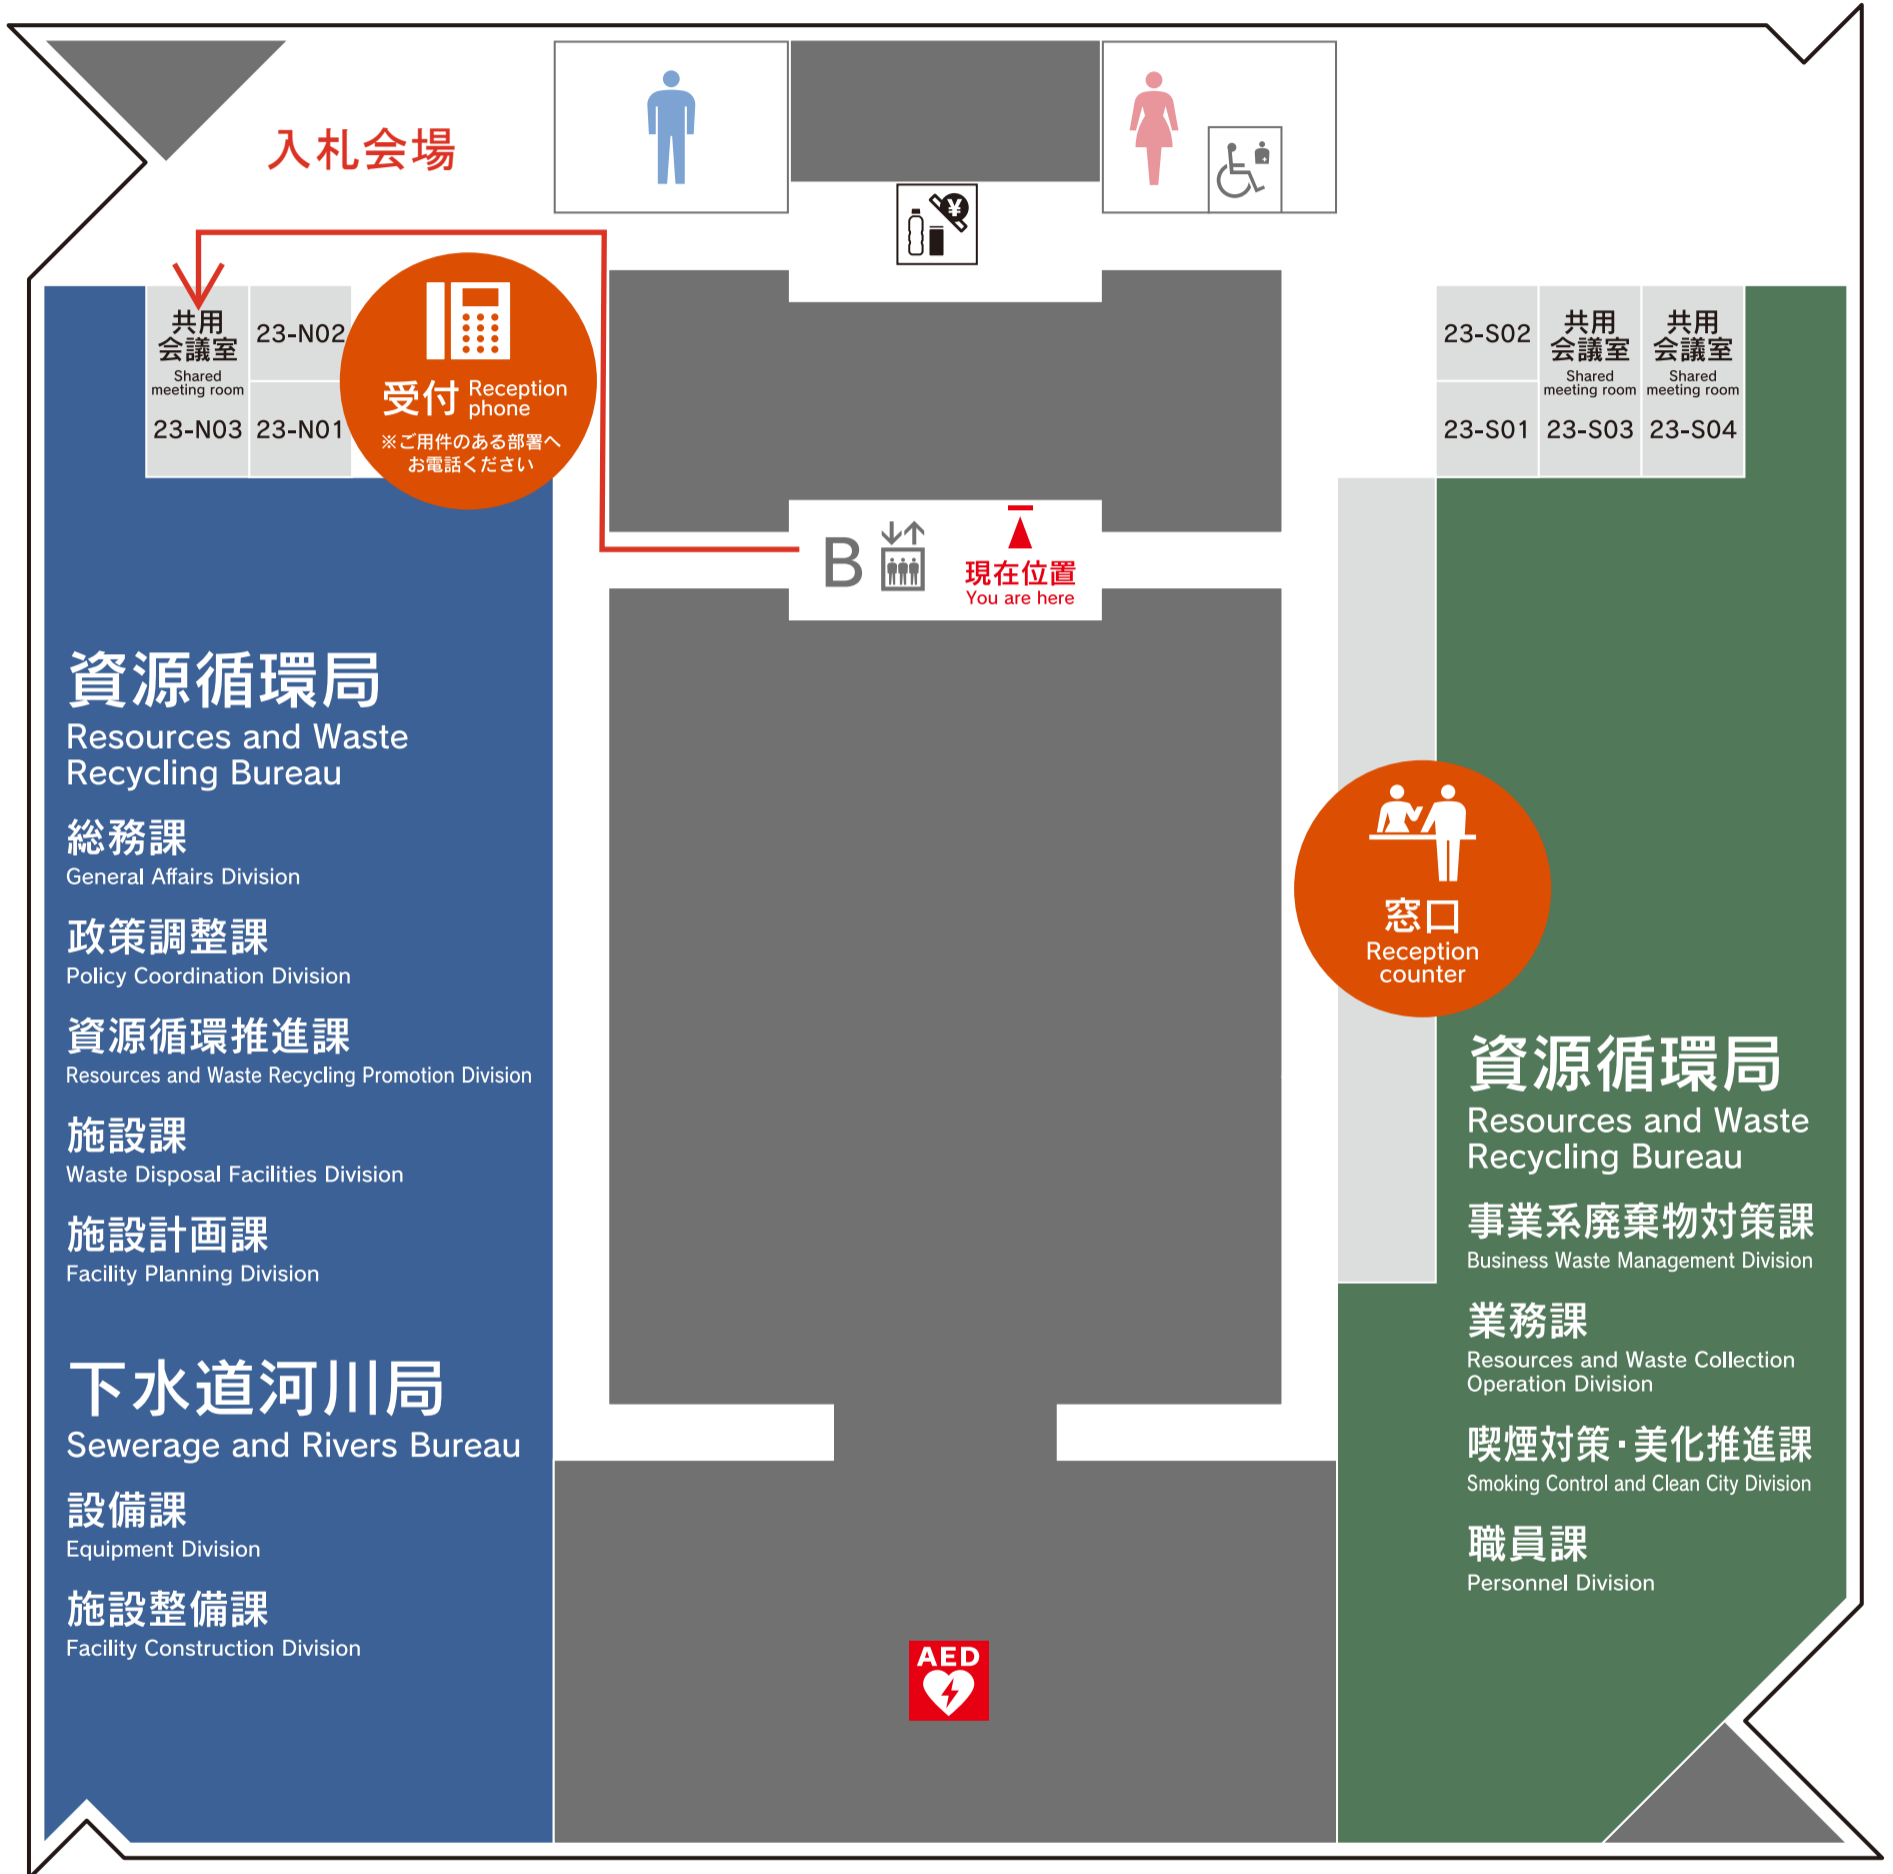 入札会場
¥
共用
会議室
Shared
meeting room
23-N03
23-N02
23-N01
受付 Reception phone
※ご用件のある部署へ
お電話ください
23-S02
23-S01
共用
会議室
Shared
meeting room
23-S03
共用
会議室
Shared
meeting room
23-S04
B
現在位置
You are here
資源循環局
Resources and Waste
Recycling Bureau
総務課
General Affairs Division
政策調整課
Policy Coordination Division
資源循環推進課
Resources and Waste Recycling Promotion Division
施設課
Waste Disposal Facilities Division
施設計画課
Facility Planning Division
下水道河川局
Sewerage and Rivers Bureau
設備課
Equipment Division
施設整備課
Facility Construction Division
窓口
Reception
counter
資源循環局
Resources and Waste
Recycling Bureau
事業系廃棄物対策課
Business Waste Management Division
業務課
Resources and Waste Collection
Operation Division
喫煙対策・美化推進課
Smoking Control and Clean City Division
職員課
Personnel Division
AED